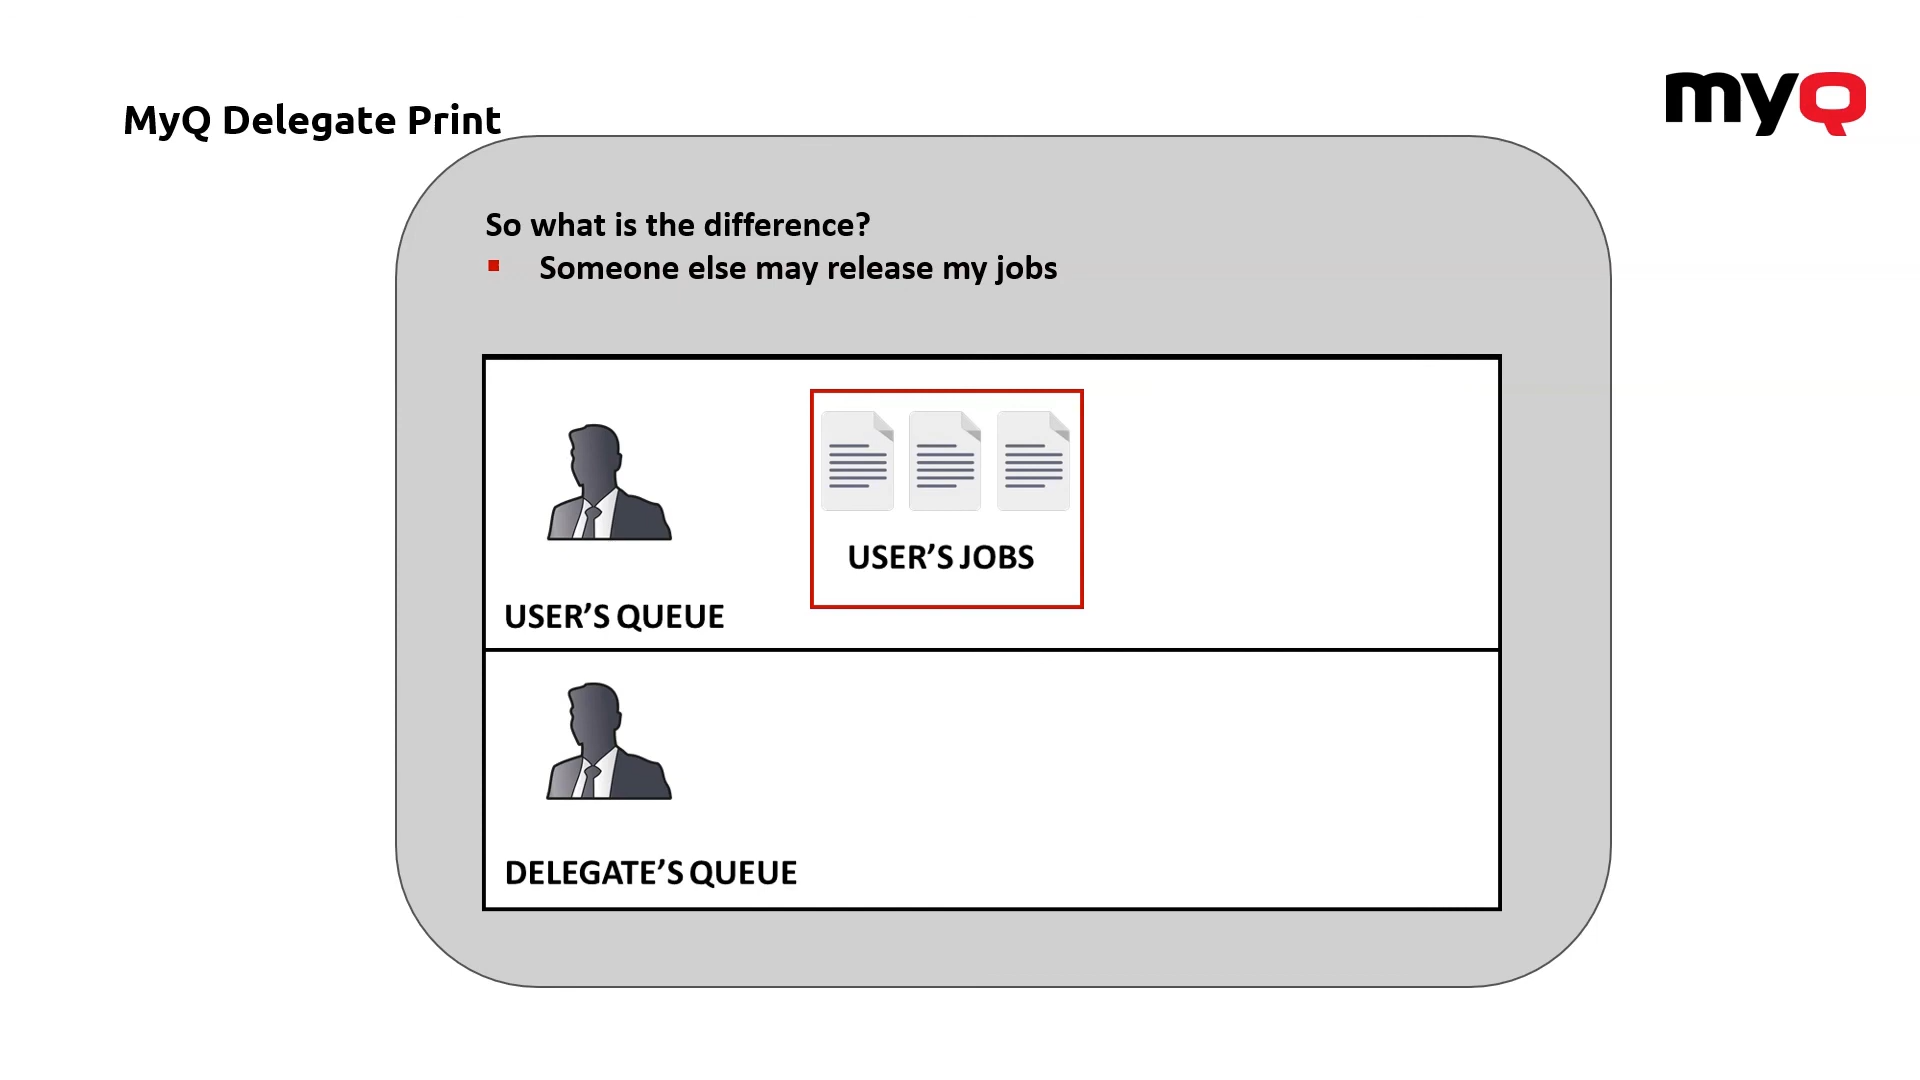 MyQ Delegate Print
myQ
So what is the difference?
▪ Someone else may release my jobs
USER’S JOBS
USER’S QUEUE
DELEGATE’S QUEUE